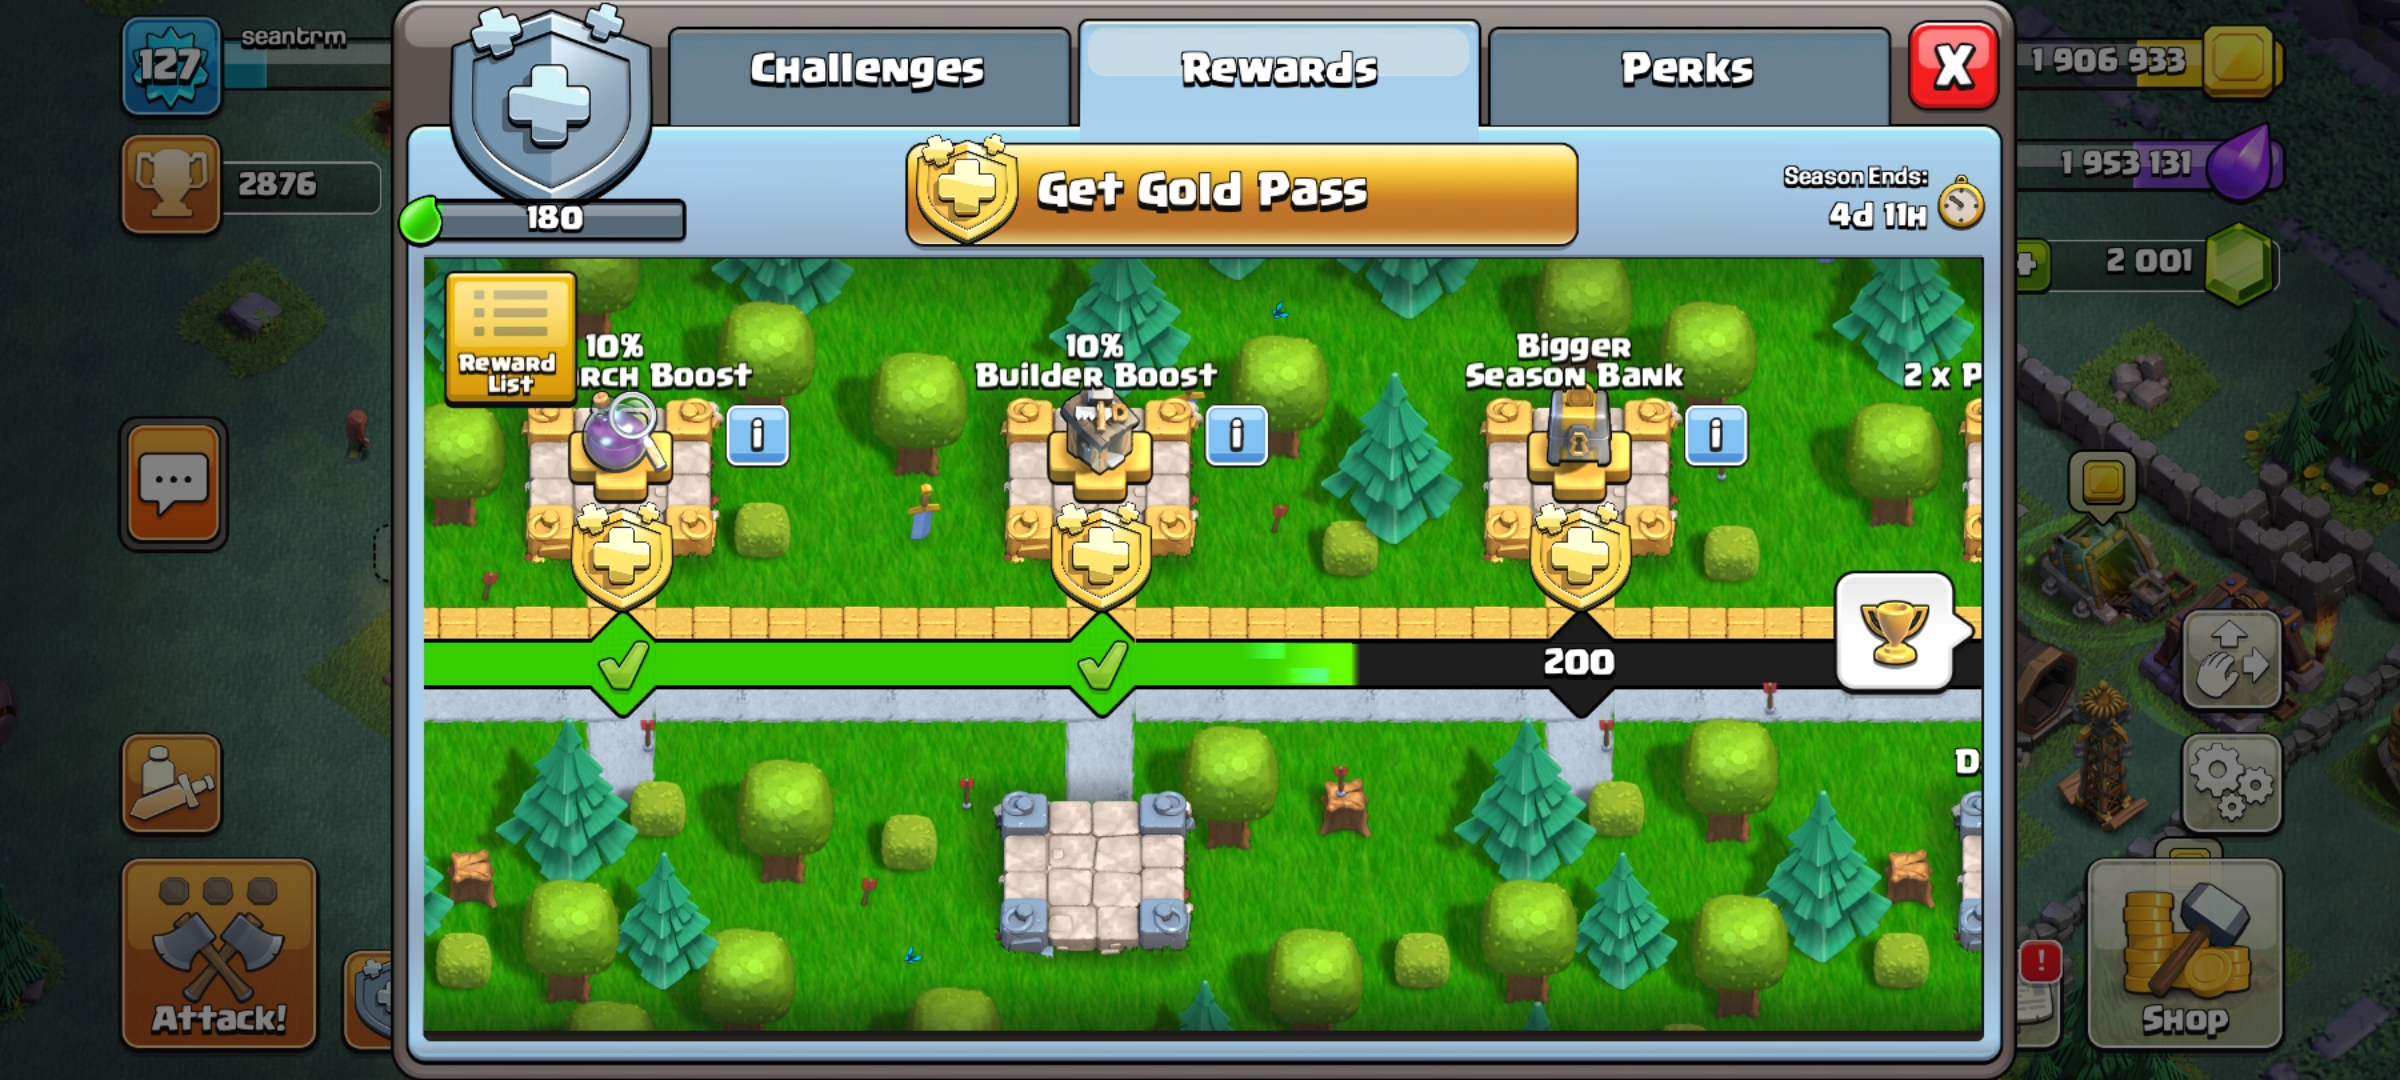 127
seantrm
Challenges
Rewards
Perks
X
1 906 933
2876
Get Gold Pass
Season Ends:
4d 11H
1 953 131
180
2 001
Reward
List
10%
RCH Boost
10%
Builder Boost
Bigger
Season Bank
2 x P
i
i
i
200
D
Attack!
!
Shop